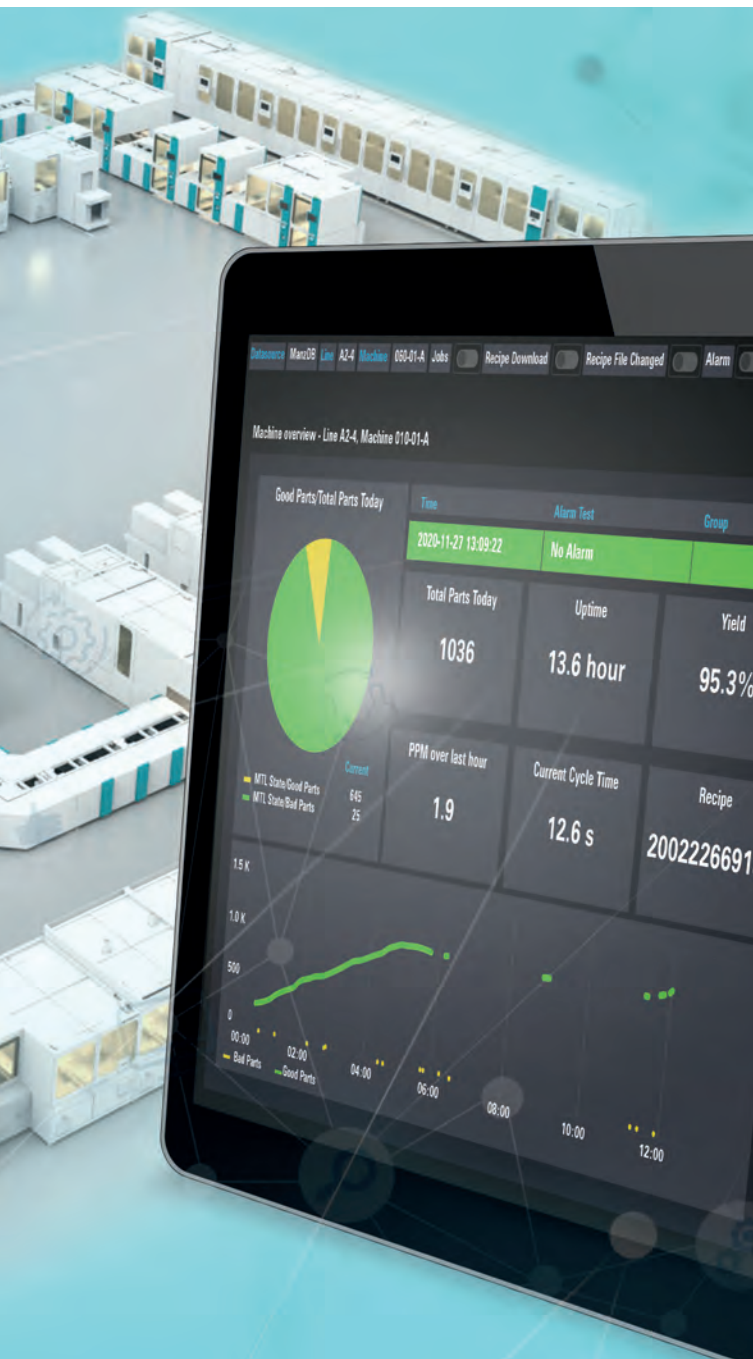 Datasource ManzDB Line A2-4 Machine 060-01-A Jobs Recipe Download Recipe File Changed Alarm
Machine overview - Line A2-4, Machine 010-01-A
Good Parts/Total Parts Today
Time Alarm Test Group
2020-11-27 13:09:22 No Alarm
Total Parts Today
1036
Uptime
13.6 hour
Yield
95.3%
Current
MTL State/Good Parts 645
MTL State/Bad Parts 25
PPM over last hour
1.9
Current Cycle Time
12.6 s
Recipe
2002226691
1.5 K
1.0 K
500
0
00:00 02:00 04:00 06:00 08:00 10:00 12:00
Bad Parts Good Parts